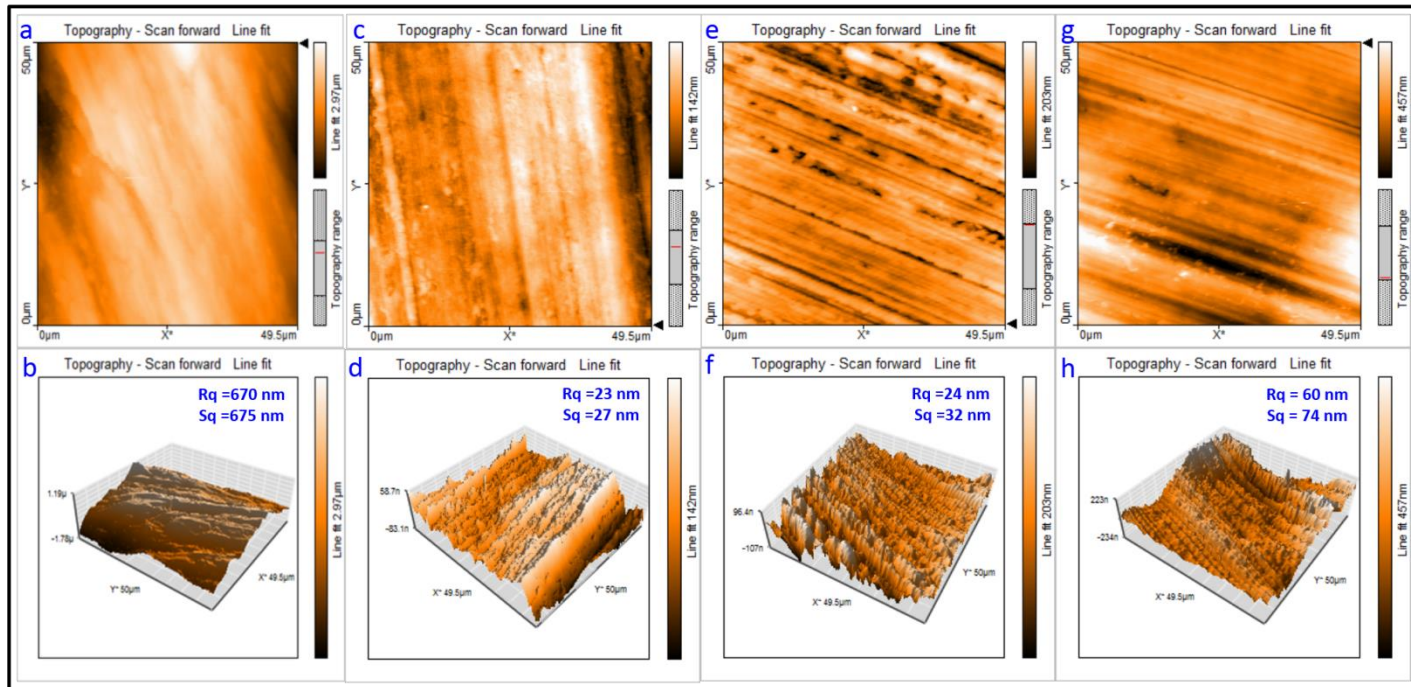 a
Topography - Scan forward Line fit
50µm
Y*
0µm
0µm X* 49.5µm
Line fit 2.97µm
Topography range
c
Topography - Scan forward Line fit
50µm
Y*
0µm
0µm X* 49.5µm
Line fit 142nm
Topography range
e
Topography - Scan forward Line fit
50µm
Y*
0µm
0µm X* 49.5µm
Line fit 203nm
Topography range
g
Topography - Scan forward Line fit
50µm
Y*
0µm
0µm X* 49.5µm
Line fit 457nm
Topography range
b
Topography - Scan forward Line fit
Rq =670 nm
Sq =675 nm
1.19µ
-1.78µ
Y* 50µm
X* 49.5µm
Line fit 2.97µm
d
Topography - Scan forward Line fit
Rq =23 nm
Sq =27 nm
58.7n
-83.1n
X* 49.5µm
Y* 50µm
Line fit 142nm
f
Topography - Scan forward Line fit
Rq =24 nm
Sq =32 nm
96.4n
-107n
X* 49.5µm
Y* 50µm
Line fit 203nm
h
Topography - Scan forward Line fit
Rq = 60 nm
Sq = 74 nm
223n
-234n
X* 49.5µm
Y* 50µm
Line fit 457nm